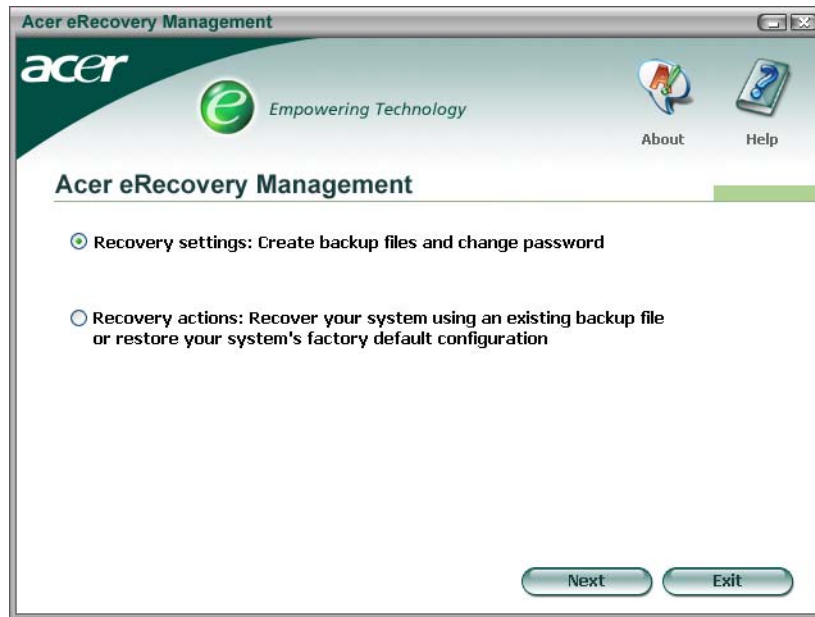 Acer eRecovery Management
acer
e Empowering Technology
About
Help
Acer eRecovery Management
Recovery settings: Create backup files and change password
Recovery actions: Recover your system using an existing backup file
or restore your system's factory default configuration
Next
Exit